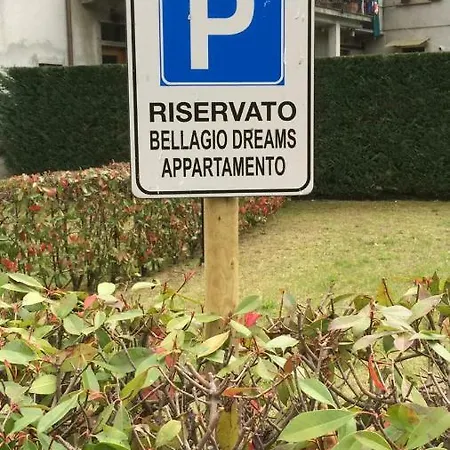 P
RISERVATO
BELLAGIO DREAMS
APPARTAMENTO